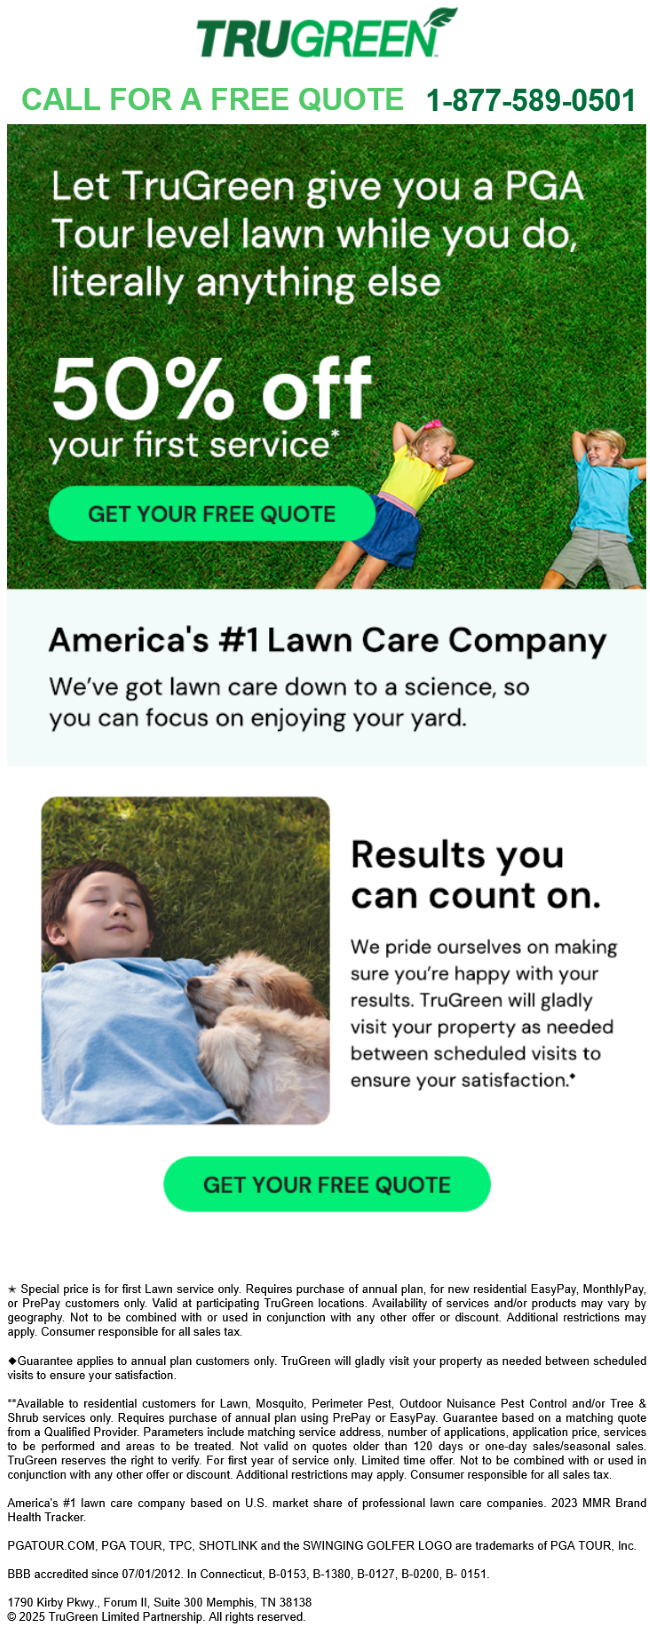 TRUGREEN
CALL FOR A FREE QUOTE 1-877-589-0501
Let TruGreen give you a PGA
Tour level lawn while you do,
literally anything else
50% off
your first service*
GET YOUR FREE QUOTE
America's #1 Lawn Care Company
We've got lawn care down to a science, so
you can focus on enjoying your yard.
Results you
can count on.
We pride ourselves on making
sure you're happy with your
results. TruGreen will gladly
visit your property as needed
between scheduled visits to
ensure your satisfaction.◆
GET YOUR FREE QUOTE
★ Special price is for first Lawn service only. Requires purchase of annual plan, for new residential EasyPay, MonthlyPay,
or PrePay customers only. Valid at participating TruGreen locations. Availability of services and/or products may vary by
geography. Not to be combined with or used in conjunction with any other offer or discount. Additional restrictions may
apply. Consumer responsible for all sales tax.
◆Guarantee applies to annual plan customers only. TruGreen will gladly visit your property as needed between scheduled
visits to ensure your satisfaction.
**Available to residential customers for Lawn, Mosquito, Perimeter Pest, Outdoor Nuisance Pest Control and/or Tree &
Shrub services only. Requires purchase of annual plan using PrePay or EasyPay. Guarantee based on a matching quote
from a Qualified Provider. Parameters include matching service address, number of applications, application price, services
to be performed and areas to be treated. Not valid on quotes older than 120 days or one-day sales/seasonal sales.
TruGreen reserves the right to verify. For first year of service only. Limited time offer. Not to be combined with or used in
conjunction with any other offer or discount. Additional restrictions may apply. Consumer responsible for all sales tax.
America's #1 lawn care company based on U.S. market share of professional lawn care companies. 2023 MMR Brand
Health Tracker.
PGATOUR.COM, PGA TOUR, TPC, SHOTLINK and the SWINGING GOLFER LOGO are trademarks of PGA TOUR, Inc.
BBB accredited since 07/01/2012. In Connecticut, B-0153, B-1380, B-0127, B-0200, B- 0151.
1790 Kirby Pkwy., Forum II, Suite 300 Memphis, TN 38138
© 2025 TruGreen Limited Partnership. All rights reserved.